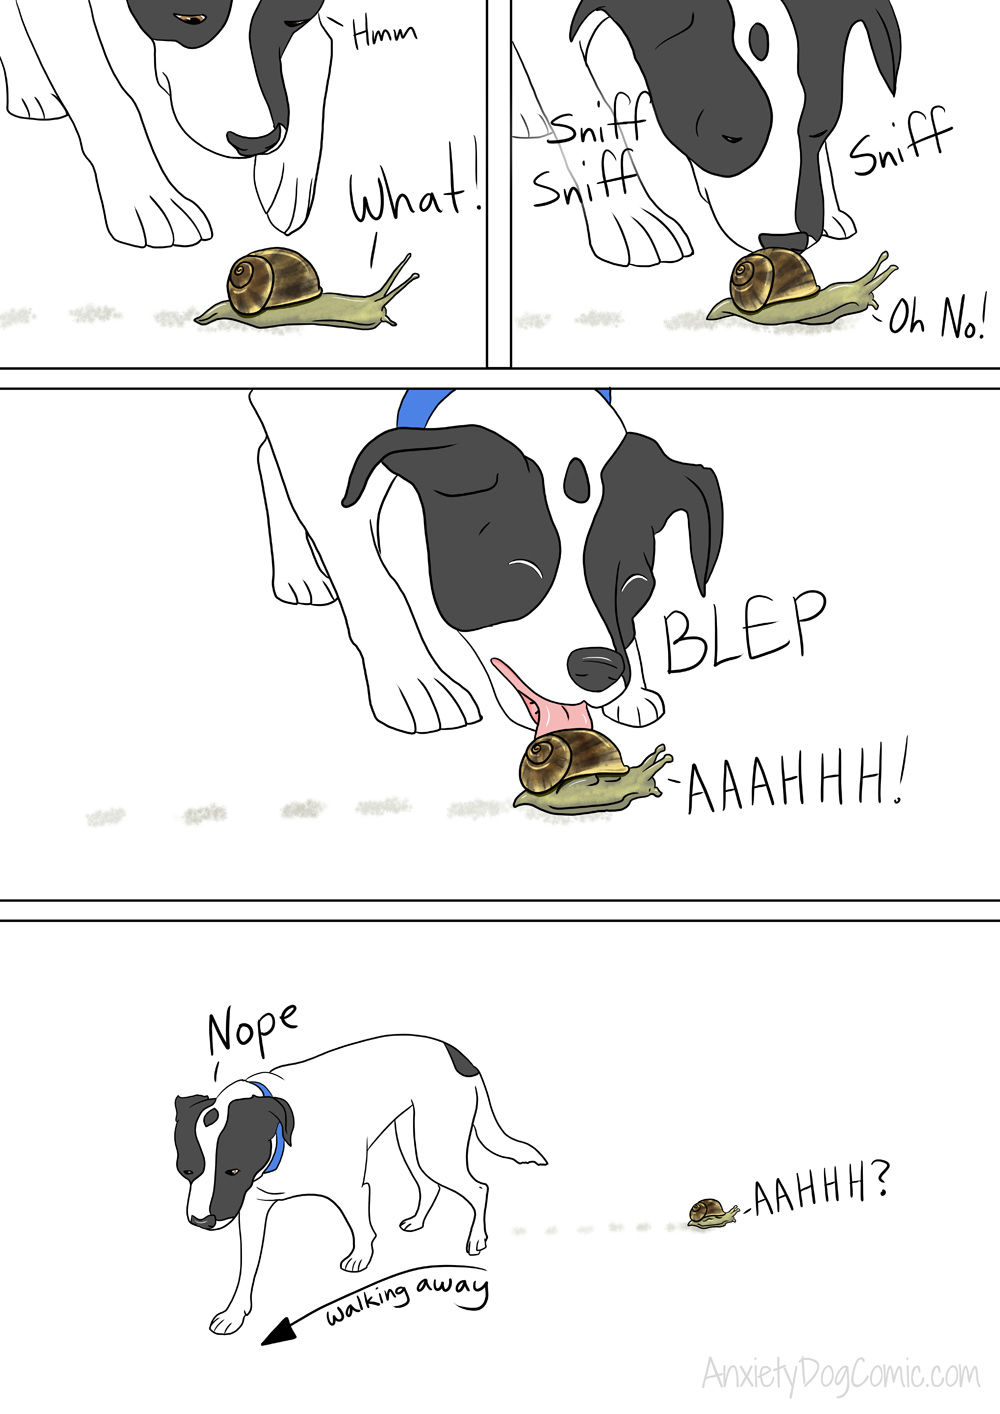 Hmm
What!
Sniff
Sniff
Sniff
Oh No!
BLEP
AAAHHH!
Nope
AAHHH?
walking away
AnxietyDogComic.com